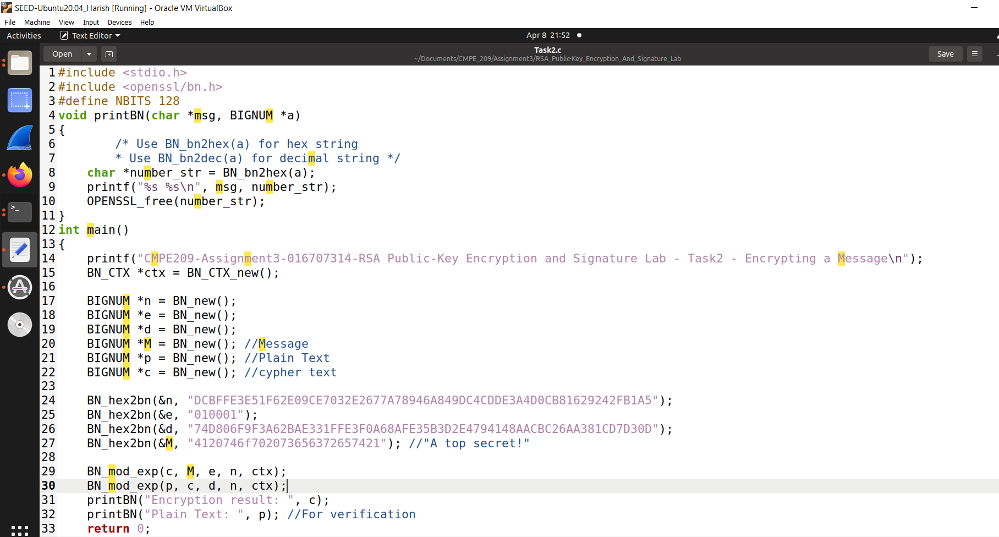 SEED-Ubuntu20.04_Harish [Running] - Oracle VM VirtualBox
File Machine View Input Devices Help
Activities Text Editor Apr 8 21:52
Open Task2.c Save
~/Documents/CMPE_209/Assignment3/RSA_Public-Key_Encryption_And_Signature_Lab
1 #include <stdio.h>
2 #include <openssl/bn.h>
3 #define NBITS 128
4 void printBN(char *msg, BIGNUM *a)
5 {
6         /* Use BN_bn2hex(a) for hex string
7         * Use BN_bn2dec(a) for decimal string */
8     char *number_str = BN_bn2hex(a);
9     printf("%s %s\n", msg, number_str);
10     OPENSSL_free(number_str);
11 }
12 int main()
13 {
14     printf("CMPE209-Assignment3-016707314-RSA Public-Key Encryption and Signature Lab - Task2 - Encrypting a Message\n");
15     BN_CTX *ctx = BN_CTX_new();
16
17     BIGNUM *n = BN_new();
18     BIGNUM *e = BN_new();
19     BIGNUM *d = BN_new();
20     BIGNUM *M = BN_new(); //Message
21     BIGNUM *p = BN_new(); //Plain Text
22     BIGNUM *c = BN_new(); //cypher text
23
24     BN_hex2bn(&n, "DCBFFE3E51F62E09CE7032E2677A78946A849DC4CDDE3A4D0CB81629242FB1A5");
25     BN_hex2bn(&e, "010001");
26     BN_hex2bn(&d, "74D806F9F3A62BAE331FFE3F0A68AFE35B3D2E4794148AACBC26AA381CD7D30D");
27     BN_hex2bn(&M, "4120746f702073656372657421"); //"A top secret!"
28
29     BN_mod_exp(c, M, e, n, ctx);
30     BN_mod_exp(p, c, d, n, ctx);
31     printBN("Encryption result: ", c);
32     printBN("Plain Text: ", p); //For verification
33     return 0;